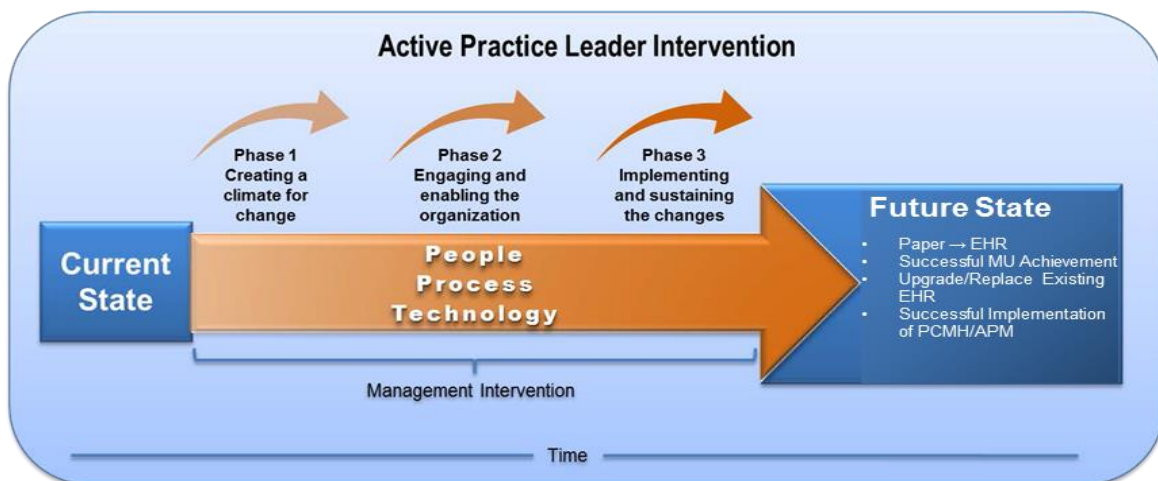 Active Practice Leader Intervention
Phase 1
Creating a
climate for
change
Phase 2
Engaging and
enabling the
organization
Phase 3
Implementing
and sustaining
the changes
Current
State
People
Process
Technology
Future State
• Paper → EHR
• Successful MU Achievement
• Upgrade/Replace Existing
EHR
• Successful Implementation
of PCMH/APM
Management Intervention
Time